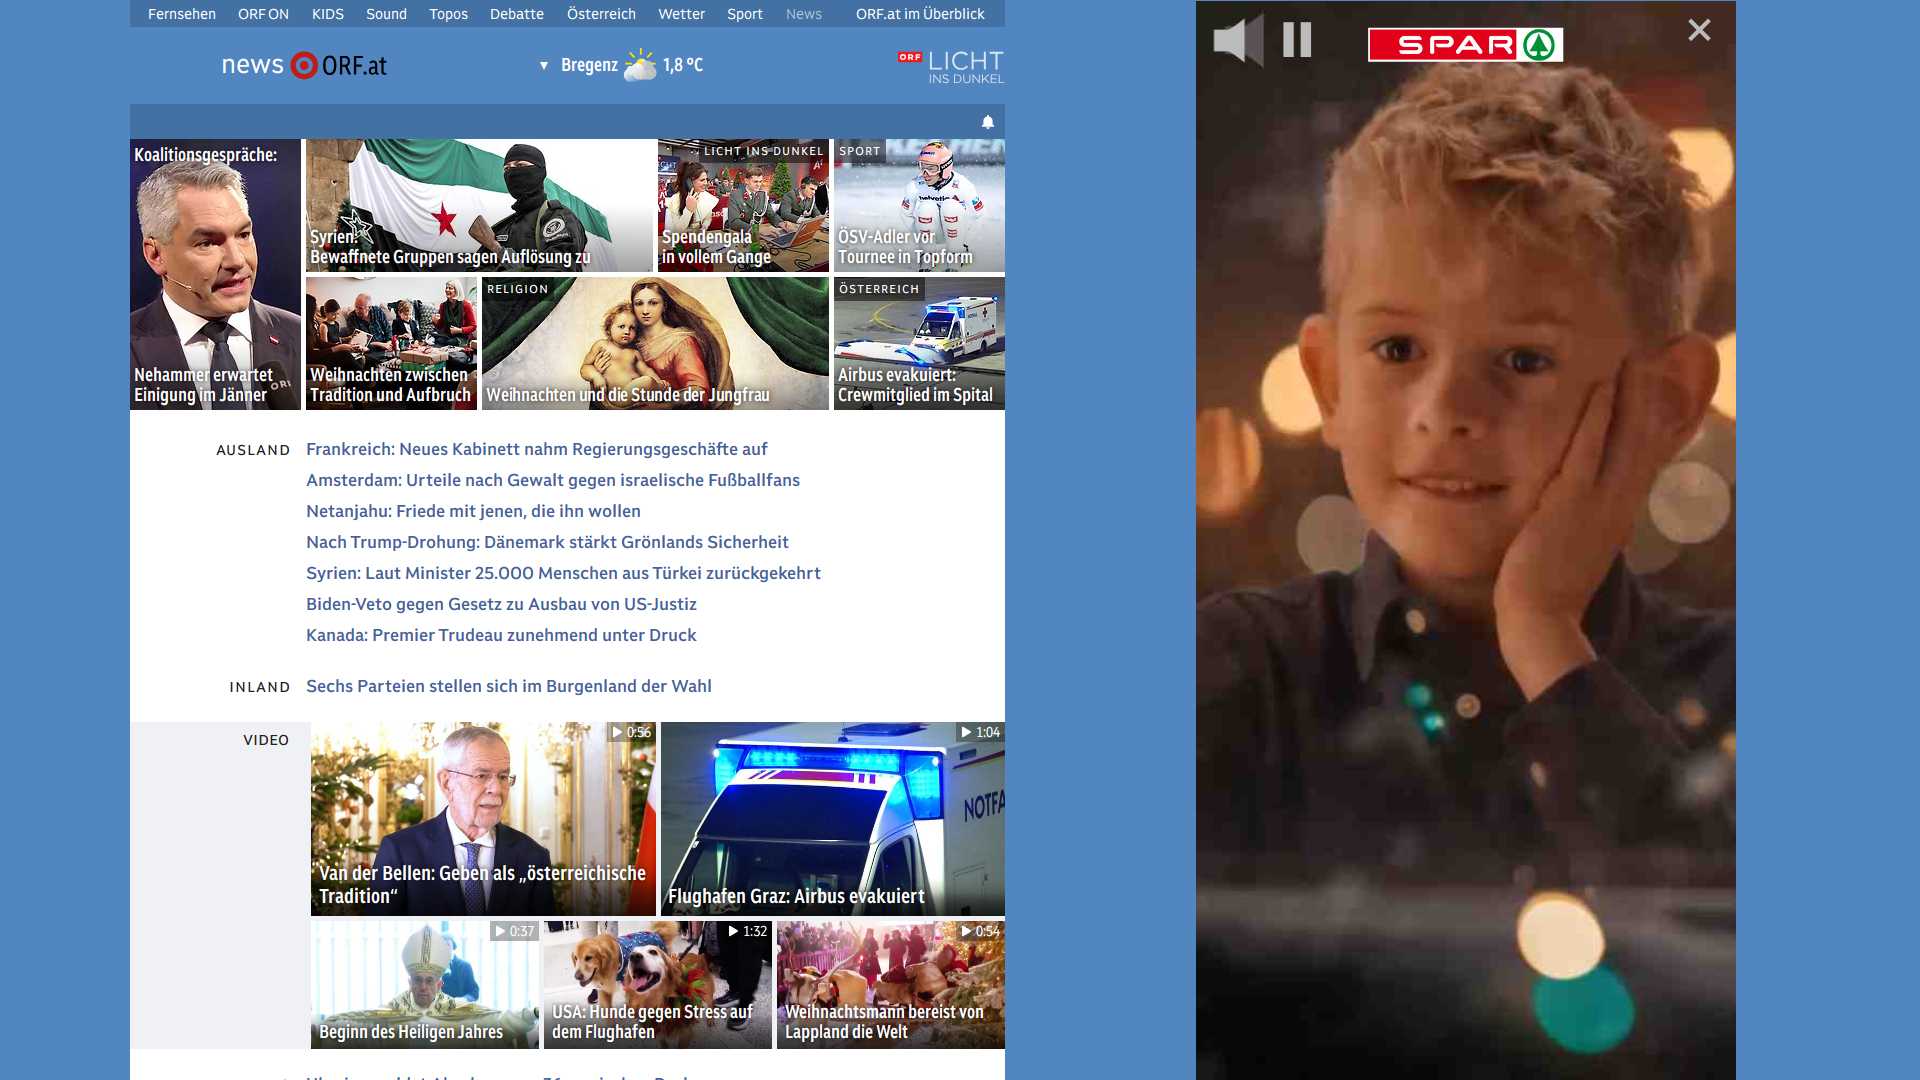 Fernsehen ORF ON KIDS Sound Topos Debatte Österreich Wetter Sport News ORF.at im Überblick
news ORF.at
Bregenz 1,8 °C
ORF LICHT
INS DUNKEL
Koalitionsgespräche:
Nehammer erwartet
Einigung im Jänner
Syrien:
Bewaffnete Gruppen sagen Auflösung zu
LICHT INS DUNKEL
Spendengala
in vollem Gange
SPORT
ÖSV-Adler vor
Tournee in Topform
Weihnachten zwischen
Tradition und Aufbruch
RELIGION
Weihnachten und die Stunde der Jungfrau
ÖSTERREICH
Airbus evakuiert:
Crewmitglied im Spital
AUSLAND
Frankreich: Neues Kabinett nahm Regierungsgeschäfte auf
Amsterdam: Urteile nach Gewalt gegen israelische Fußballfans
Netanjahu: Friede mit jenen, die ihn wollen
Nach Trump-Drohung: Dänemark stärkt Grönlands Sicherheit
Syrien: Laut Minister 25.000 Menschen aus Türkei zurückgekehrt
Biden-Veto gegen Gesetz zu Ausbau von US-Justiz
Kanada: Premier Trudeau zunehmend unter Druck
INLAND
Sechs Parteien stellen sich im Burgenland der Wahl
VIDEO
0:56
Van der Bellen: Geben als „österreichische
Tradition“
1:04
NOTFA
Flughafen Graz: Airbus evakuiert
0:37
Beginn des Heiligen Jahres
1:32
USA: Hunde gegen Stress auf
dem Flughafen
0:54
Weihnachtsmann bereist von
Lappland die Welt
SPAR